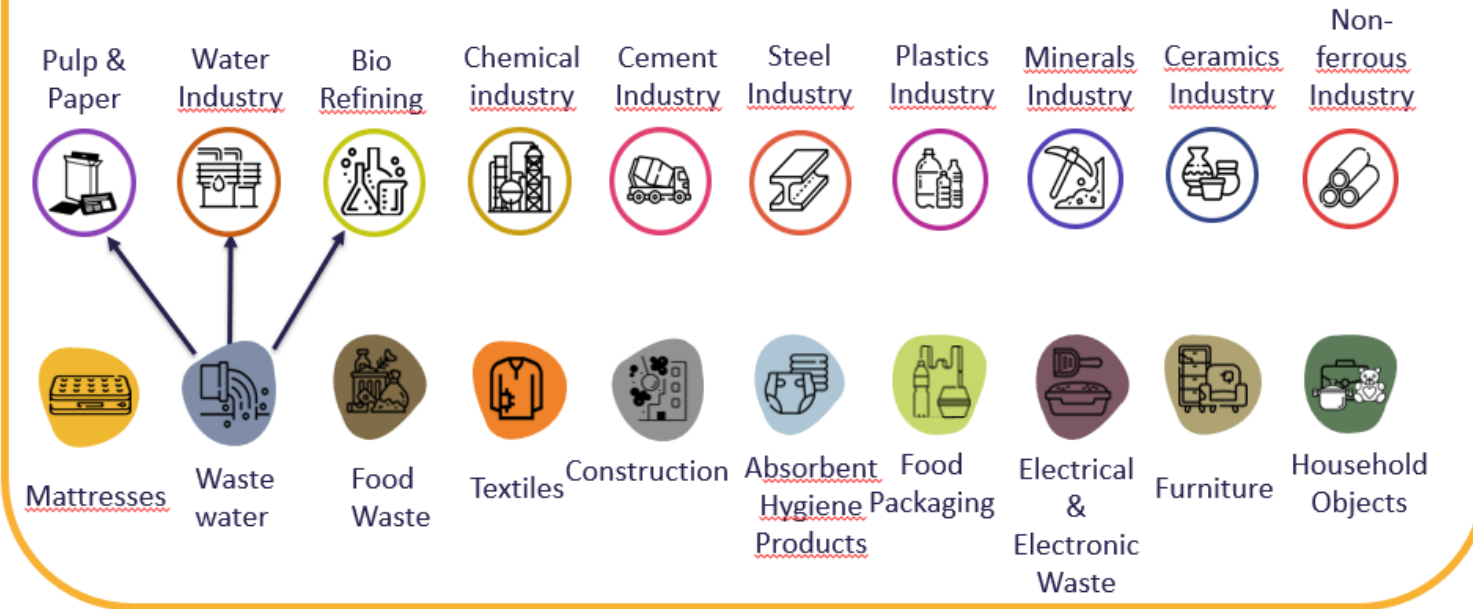 Pulp &
Paper
Water
Industry
Bio
Refining
Chemical
industry
Cement
Industry
Steel
Industry
Plastics
Industry
Minerals
Industry
Ceramics
Industry
Non-
ferrous
Industry
Mattresses
Waste
water
Food
Waste
Textiles
Construction
Absorbent
Hygiene
Products
Food
Packaging
Electrical
&
Electronic
Waste
Furniture
Household
Objects